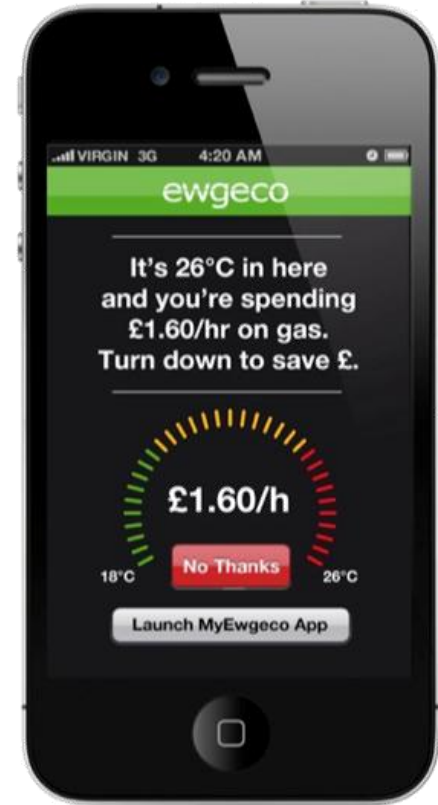 VIRGIN 3G 4:20 AM
ewgeco
It's 26°C in here
and you're spending
£1.60/hr on gas.
Turn down to save £.
£1.60/h
18°C No Thanks 26°C
Launch MyEwgeco App